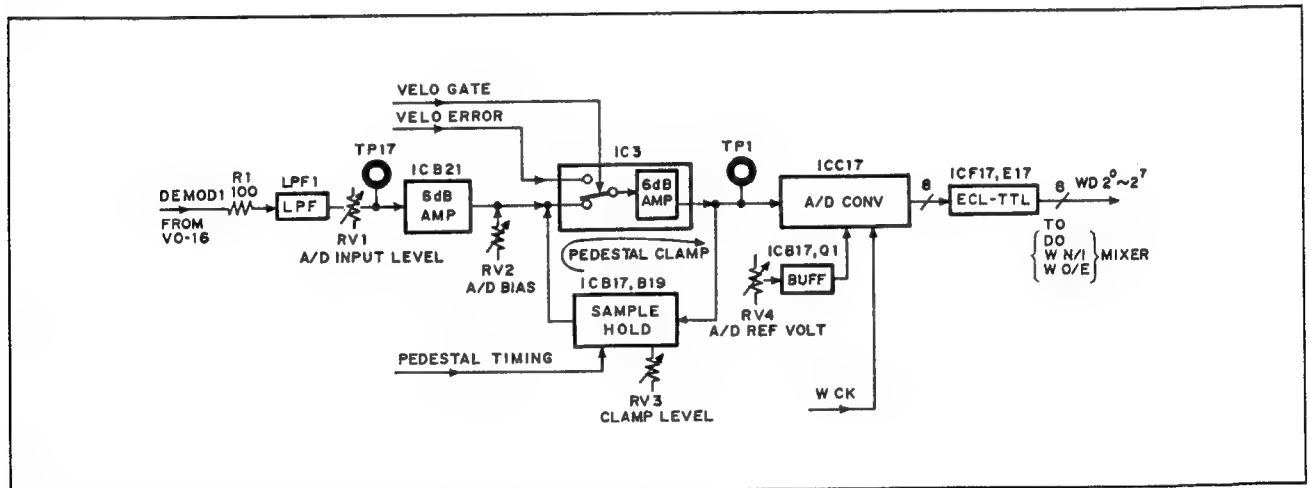 VELO GATE
VELO ERROR
TP17
IC3
TP1
DEMOD1
R1
100
LPF1
LPF
ICB21
6dB
AMP
6dB
AMP
ICC17
A/D CONV
8
ICF17, E17
ECL-TTL
8
WD 2⁰~2⁷
FROM
VO-16
RV1
A/D INPUT LEVEL
RV2
A/D BIAS
PEDESTAL CLAMP
ICB17, B19
SAMPLE
HOLD
ICB17, Q1
BUFF
RV4
A/D REF VOLT
TO
DO
W N/I
W O/E
MIXER
PEDESTAL TIMING
RV3
CLAMP LEVEL
W CK